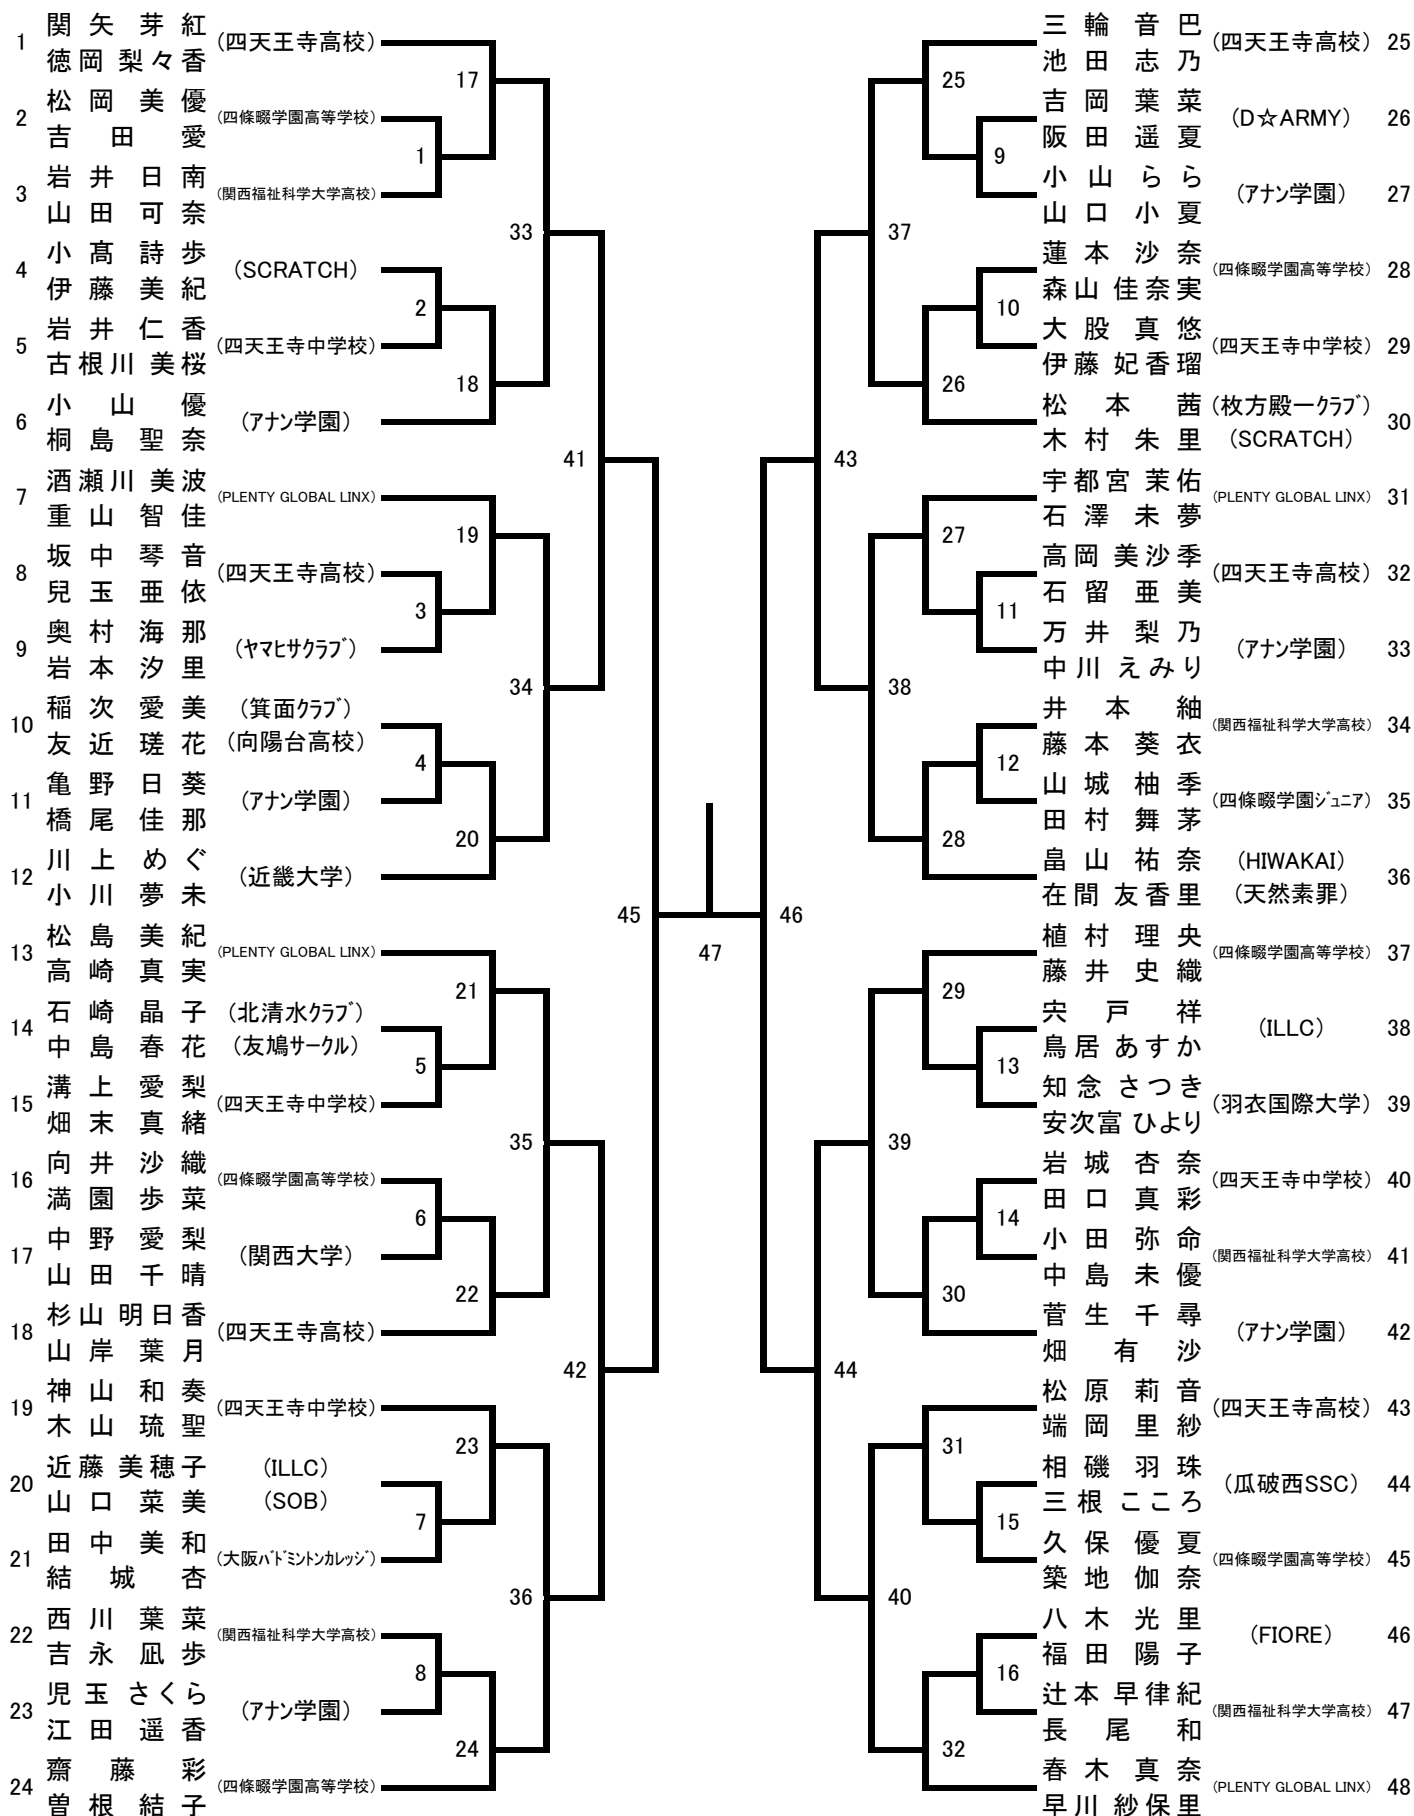 1 関矢芽紅 (四天王寺高校)
徳岡梨々香
2 松岡美優 (四條畷学園高等学校)
吉田愛
3 岩井日南 (関西福祉科学大学高校)
山田可奈
4 小髙詩歩 (SCRATCH)
伊藤美紀
5 岩井仁香 (四天王寺中学校)
古根川美桜
6 小山優 (アナン学園)
桐島聖奈
7 酒瀬川美波 (PLENTY GLOBAL LINX)
重山智佳
8 坂中琴音 (四天王寺高校)
兒玉亜依
9 奥村海那 (ヤマヒサクラブ)
岩本汐里
10 稲次愛美 (箕面クラブ)
友近瑳花 (向陽台高校)
11 亀野日葵 (アナン学園)
橋尾佳那
12 川上めぐ (近畿大学)
小川夢未
13 松島美紀 (PLENTY GLOBAL LINX)
高崎真実
14 石崎晶子 (北清水クラブ)
中島春花 (友鳩サークル)
15 溝上愛梨 (四天王寺中学校)
畑末真緒
16 向井沙織 (四條畷学園高等学校)
満園歩菜
17 中野愛梨 (関西大学)
山田千晴
18 杉山明日香 (四天王寺高校)
山岸葉月
19 神山和奏 (四天王寺中学校)
木山琉聖
20 近藤美穂子 (ILLC)
山口菜美 (SOB)
21 田中美和 (大阪バドミントンカレッジ)
結城杏
22 西川葉菜 (関西福祉科学大学高校)
吉永凪歩
23 児玉さくら (アナン学園)
江田遥香
24 齋藤彩 (四條畷学園高等学校)
曽根結子
1
2
3
4
5
6
7
8
17
18
19
20
21
22
23
24
33
34
35
36
41
42
45
47
46
43
44
37
38
39
40
25
26
27
28
29
30
31
32
9
10
11
12
13
14
15
16
三輪音巴 (四天王寺高校) 25
池田志乃
吉岡葉菜 (D☆ARMY) 26
阪田遥夏
小山らら (アナン学園) 27
山口小夏
蓮本沙奈 (四條畷学園高等学校) 28
森山佳奈実
大股真悠 (四天王寺中学校) 29
伊藤妃香瑠
松本茜 (枚方殿一クラブ) 30
木村朱里 (SCRATCH)
宇都宮茉佑 (PLENTY GLOBAL LINX) 31
石澤未夢
高岡美沙季 (四天王寺高校) 32
石留亜美
万井梨乃 (アナン学園) 33
中川えみり
井本紬 (関西福祉科学大学高校) 34
藤本葵衣
山城柚季 (四條畷学園ジュニア) 35
田村舞茅
畠山祐奈 (HIWAKAI) 36
在間友香里 (天然素罪)
植村理央 (四條畷学園高等学校) 37
藤井史織
宍戸祥 (ILLC) 38
鳥居あすか
知念さつき (羽衣国際大学) 39
安次富ひより
岩城杏奈 (四天王寺中学校) 40
田口真彩
小田弥命 (関西福祉科学大学高校) 41
中島未優
菅生千尋 (アナン学園) 42
畑有沙
松原莉音 (四天王寺高校) 43
端岡里紗
相磯羽珠 (瓜破西SSC) 44
三根こころ
久保優夏 (四條畷学園高等学校) 45
築地伽奈
八木光里 (FIORE) 46
福田陽子
辻本早律紀 (関西福祉科学大学高校) 47
長尾和
春木真奈 (PLENTY GLOBAL LINX) 48
早川紗保里